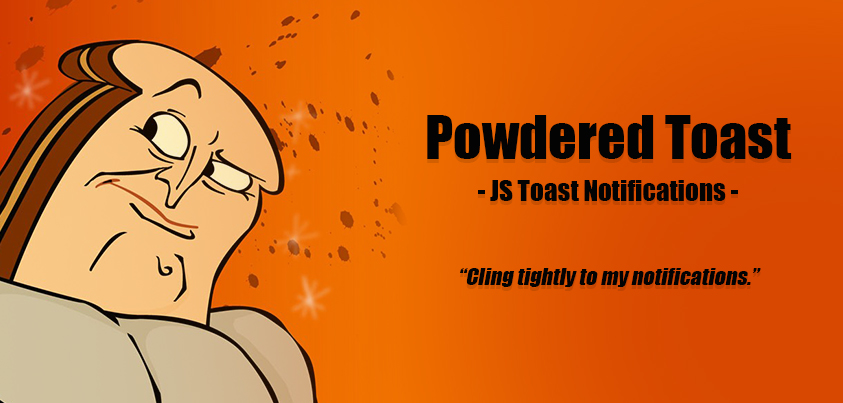 Powdered Toast
- JS Toast Notifications -
“Cling tightly to my notifications.”